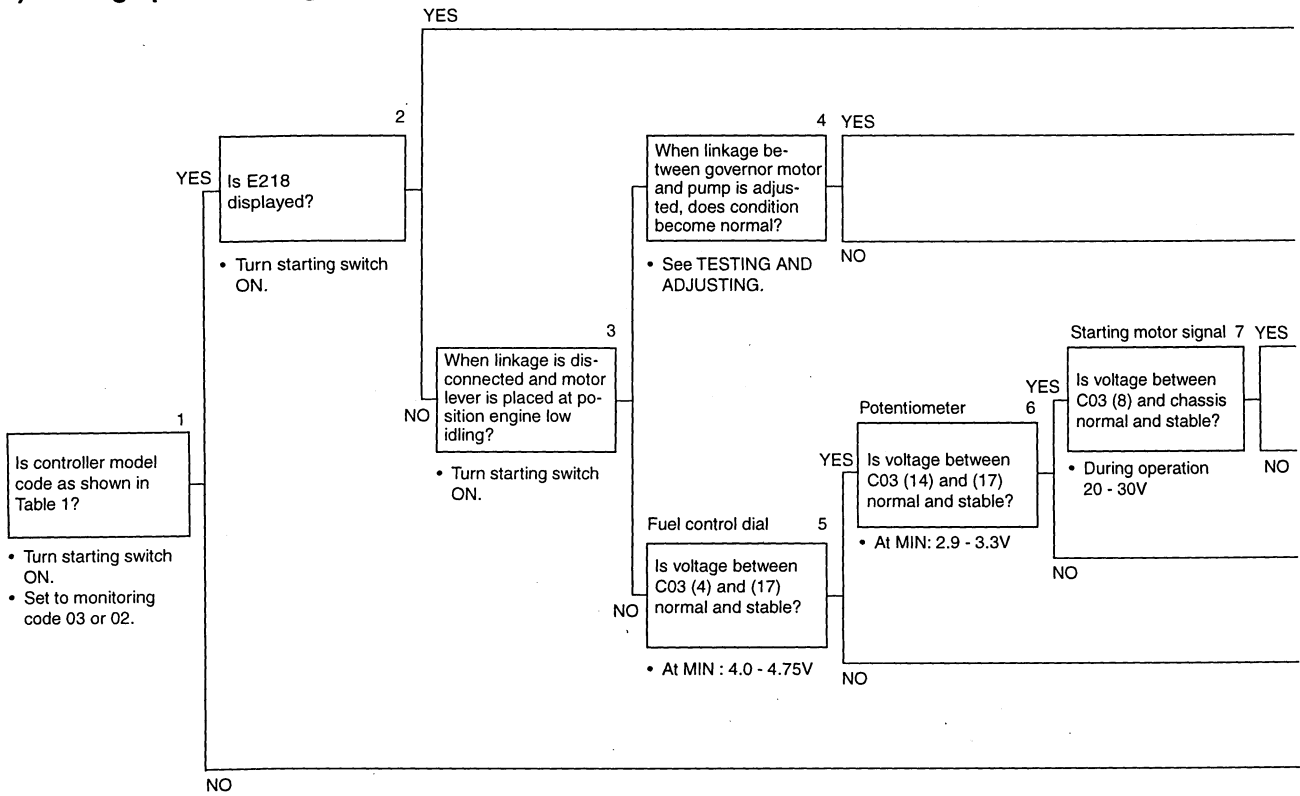 YES
2
YES
Is E218
displayed?
• Turn starting switch
ON.
4 YES
When linkage be-
tween governor motor
and pump is adjus-
ted, does condition
become normal?
• See TESTING AND
ADJUSTING.
NO
3
NO
When linkage is dis-
connected and motor
lever is placed at po-
sition engine low
idling?
• Turn starting switch
ON.
Starting motor signal 7 YES
YES
Is voltage between
C03 (8) and chassis
normal and stable?
• During operation
20 - 30V
NO
Potentiometer 6
YES
Is voltage between
C03 (14) and (17)
normal and stable?
• At MIN: 2.9 - 3.3V
NO
1
Is controller model
code as shown in
Table 1?
• Turn starting switch
ON.
• Set to monitoring
code 03 or 02.
Fuel control dial 5
NO
Is voltage between
C03 (4) and (17)
normal and stable?
• At MIN : 4.0 - 4.75V
NO
NO